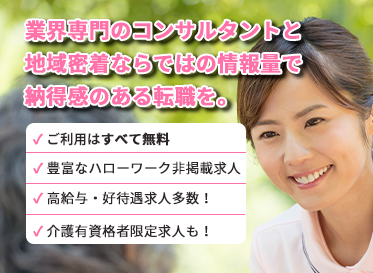 業界専門のコンサルタントと
地域密着ならではの情報量で
納得感のある転職を。
✓ご利用はすべて無料
✓豊富なハローワーク非掲載求人
✓高給与・好待遇求人多数！
✓介護有資格者限定求人も！